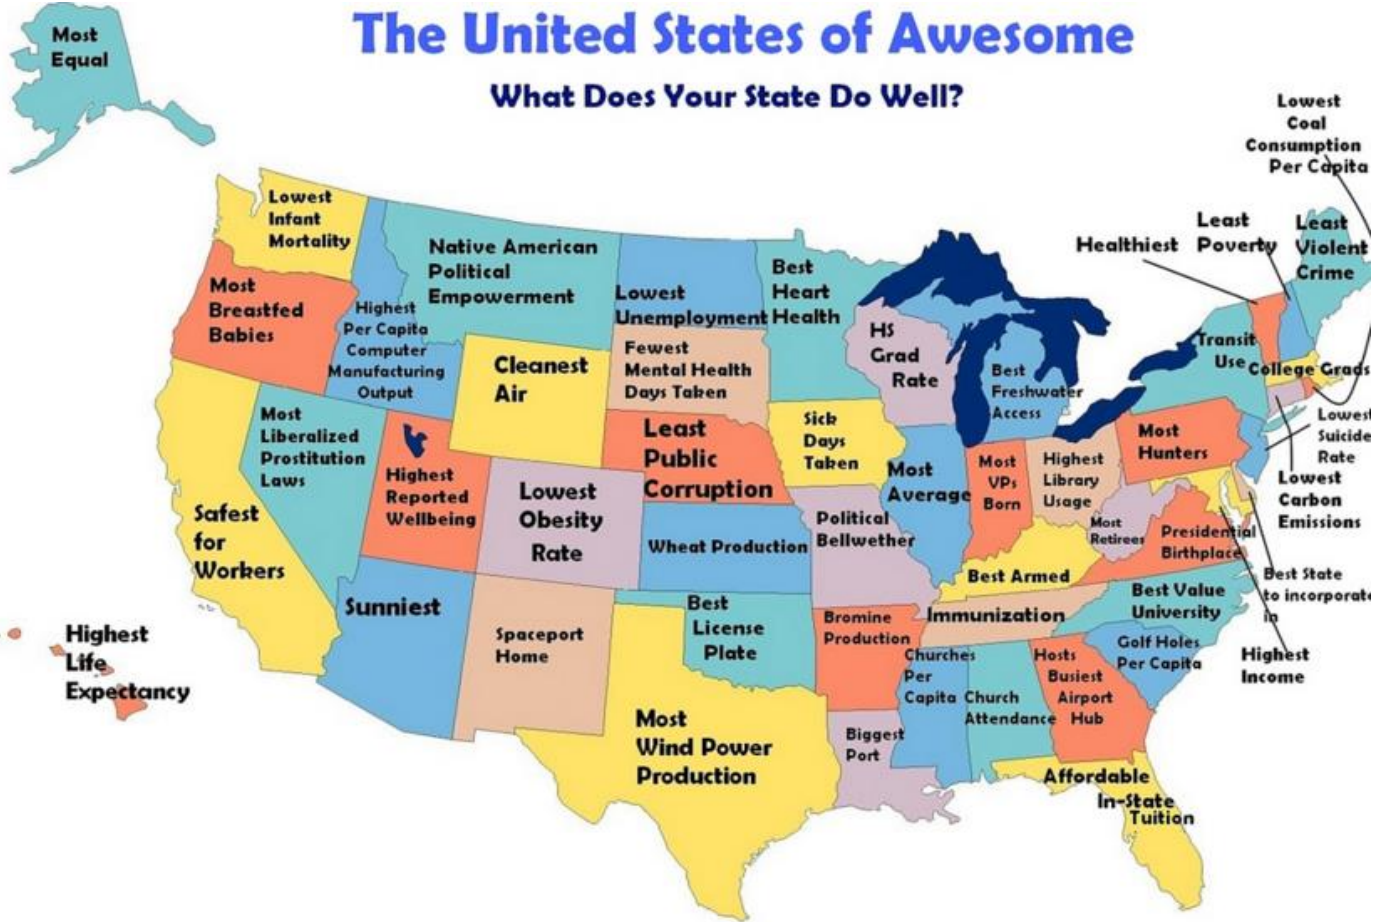 The United States of Awesome
What Does Your State Do Well?
Most
Equal
Lowest
Coal
Consumption
Per Capita
Lowest
Infant
Mortality
Most
Breastfed
Babies
Highest
Per Capita
Computer
Manufacturing
Output
Native American
Political
Empowerment
Lowest
Unemployment
Best
Heart
Health
HS
Grad
Rate
Best
Freshwater
Access
Healthiest
Least
Poverty
Least
Violent
Crime
Transit
Use
College Grads
Cleanest
Air
Fewest
Mental Health
Days Taken
Most
Liberalized
Prostitution
Laws
Highest
Reported
Wellbeing
Least
Public
Corruption
Sick
Days
Taken
Most
Average
Most
VPs
Born
Highest
Library
Usage
Most
Hunters
Lowest
Suicide
Rate
Lowest
Carbon
Emissions
Safest
for
Workers
Lowest
Obesity
Rate
Wheat Production
Political
Bellwether
Most
Retirees
Presidential
Birthplace
Best Armed
Best State
to incorporate
in
Highest
Income
Highest
Life
Expectancy
Sunniest
Spaceport
Home
Best
License
Plate
Bromine
Production
Immunization
Best Value
University
Golf Holes
Per Capita
Churches
Per
Capita
Church
Attendance
Hosts
Busiest
Airport
Hub
Most
Wind Power
Production
Biggest
Port
Affordable
In-State
Tuition